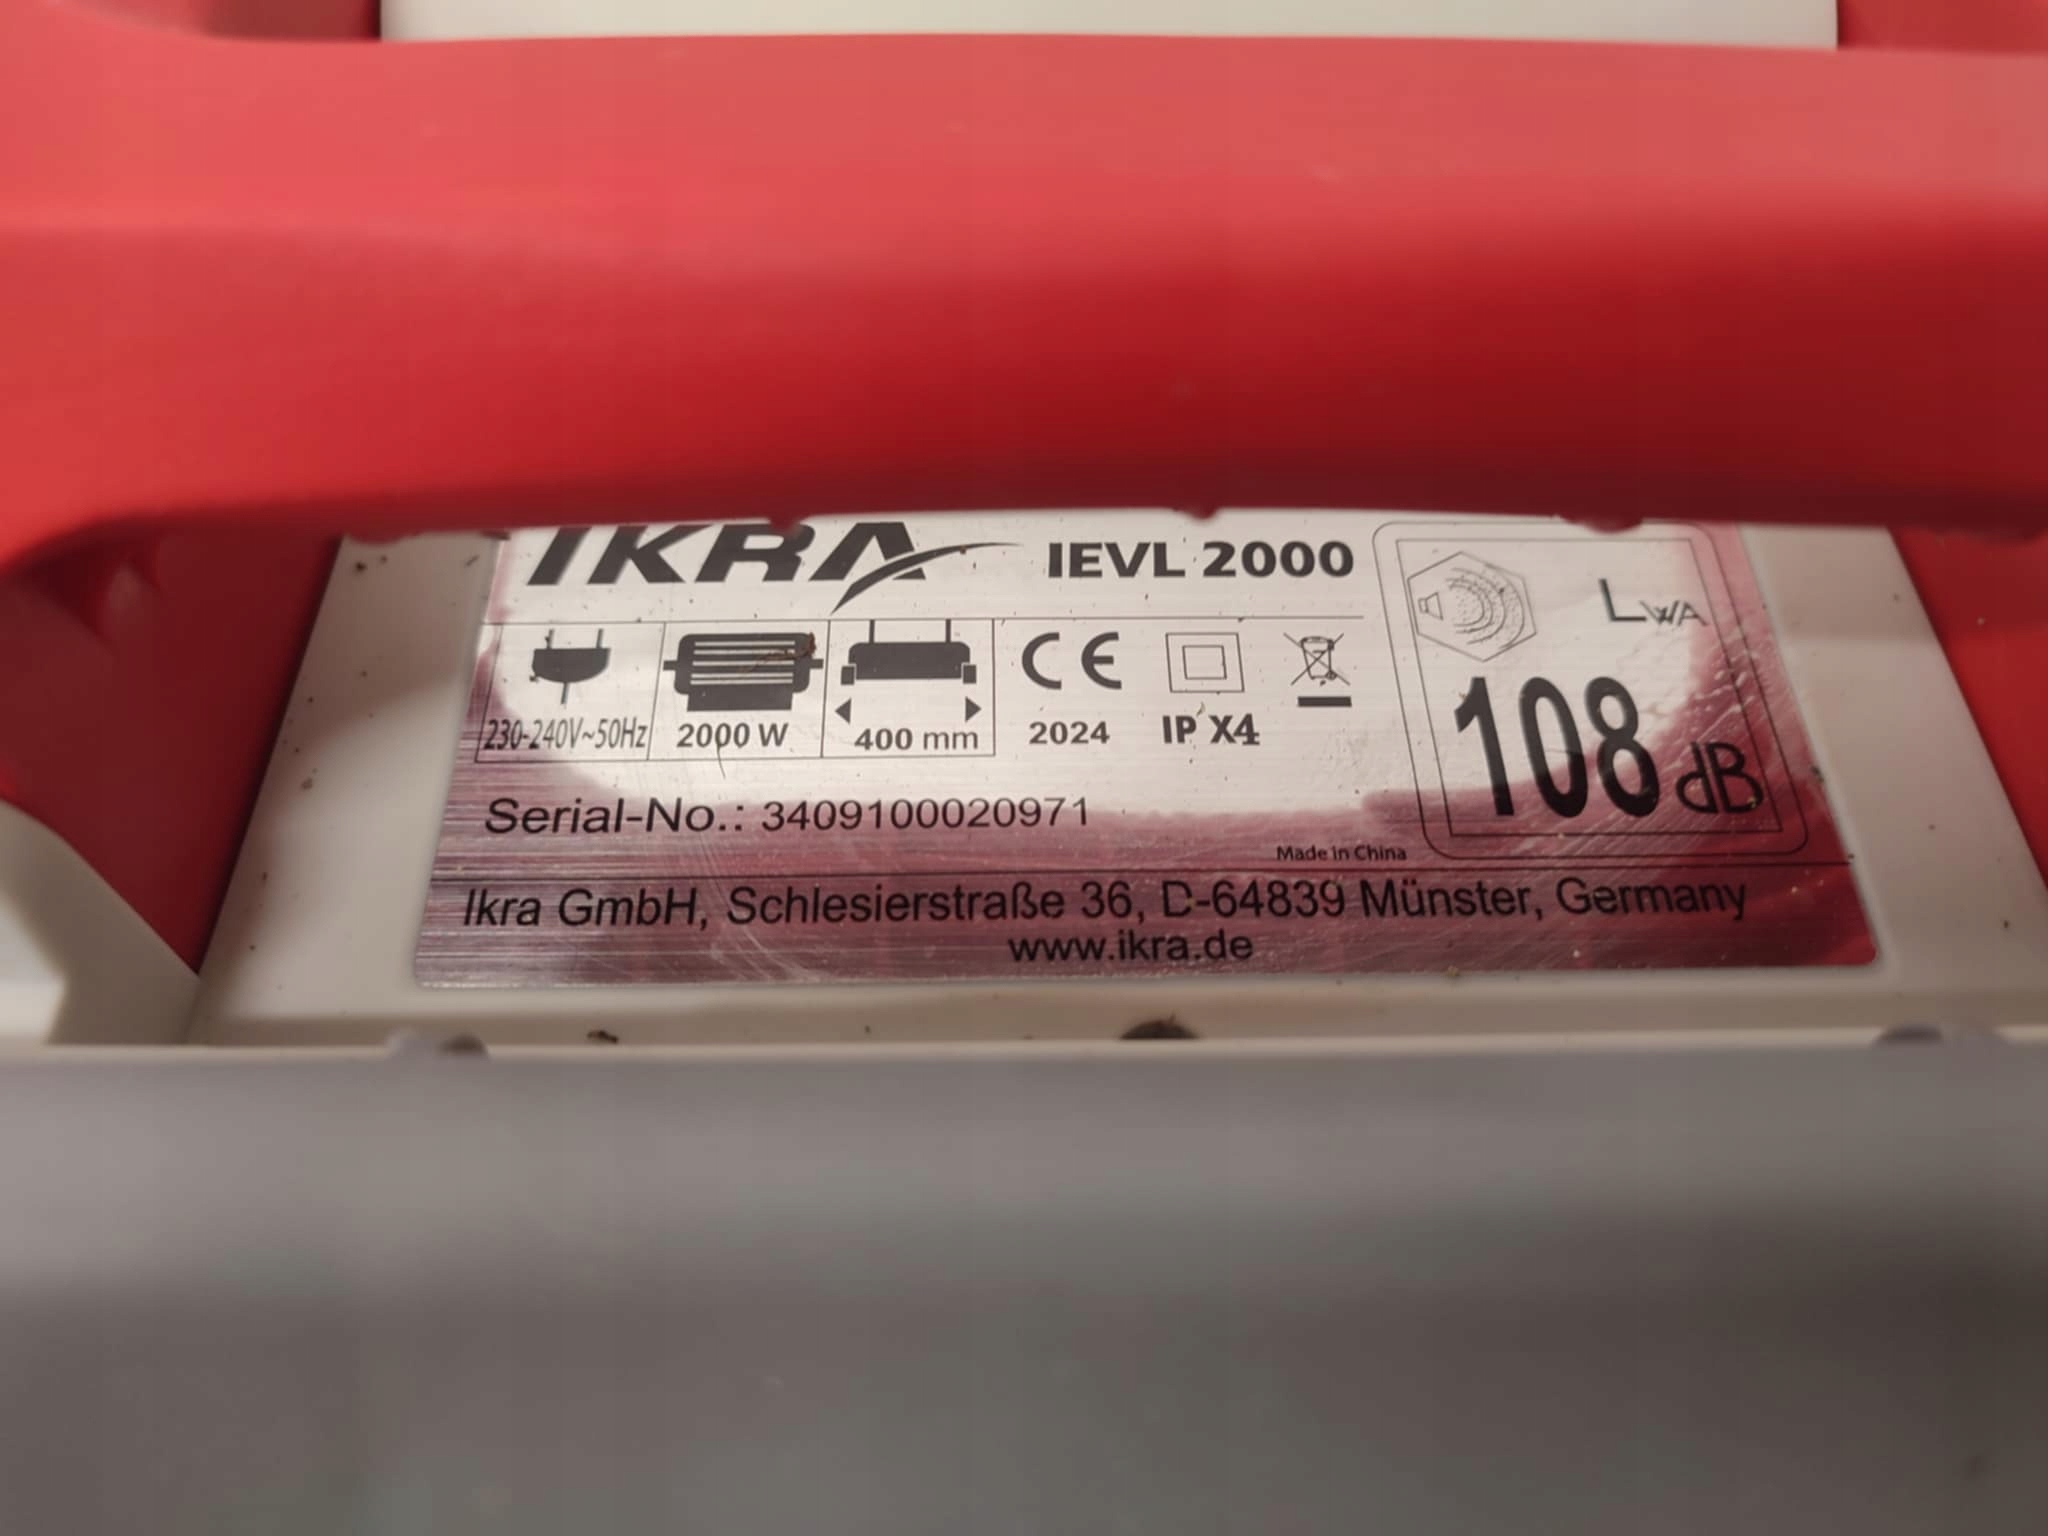 IKRA IEVL 2000
LWA
230-240V~50Hz 2000 W 400 mm CE 2024 IP X4
108 dB
Serial-No.: 3409100020971
Made in China
Ikra GmbH, Schlesierstraße 36, D-64839 Münster, Germany
www.ikra.de